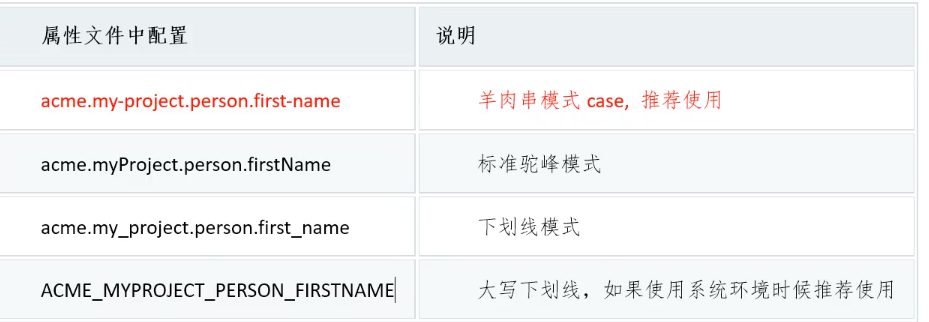 属性文件中配置 说明
acme.my-project.person.first-name 羊肉串模式 case, 推荐使用
acme.myProject.person.firstName 标准驼峰模式
acme.my_project.person.first_name 下划线模式
ACME_MYPROJECT_PERSON_FIRSTNAME 大写下划线，如果使用系统环境时候推荐使用